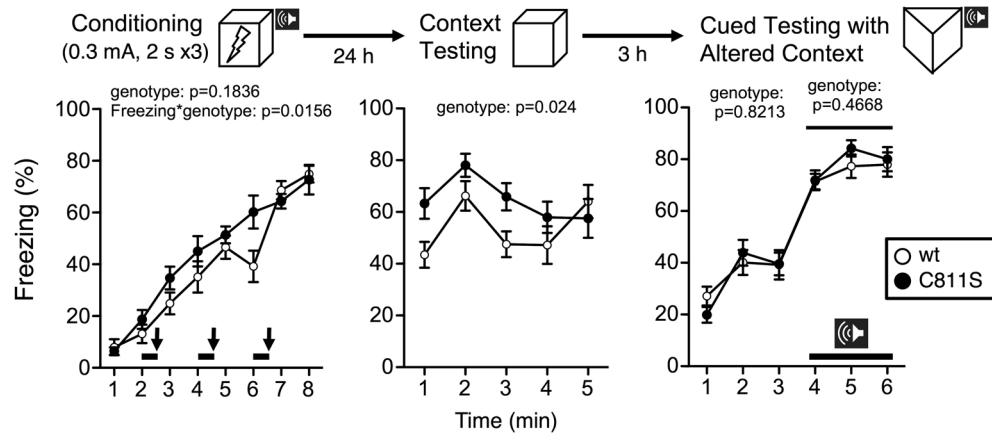 Conditioning
(0.3 mA, 2 s x3)
24 h
Context
Testing
3 h
Cued Testing with
Altered Context
genotype: p=0.1836
Freezing*genotype: p=0.0156
genotype: p=0.024
genotype:
p=0.8213
genotype:
p=0.4668
Freezing (%)
100
80
60
40
20
0
1 2 3 4 5 6 7 8
100
80
60
40
20
0
1 2 3 4 5
100
80
60
40
20
0
1 2 3 4 5 6
Time (min)
wt
C811S